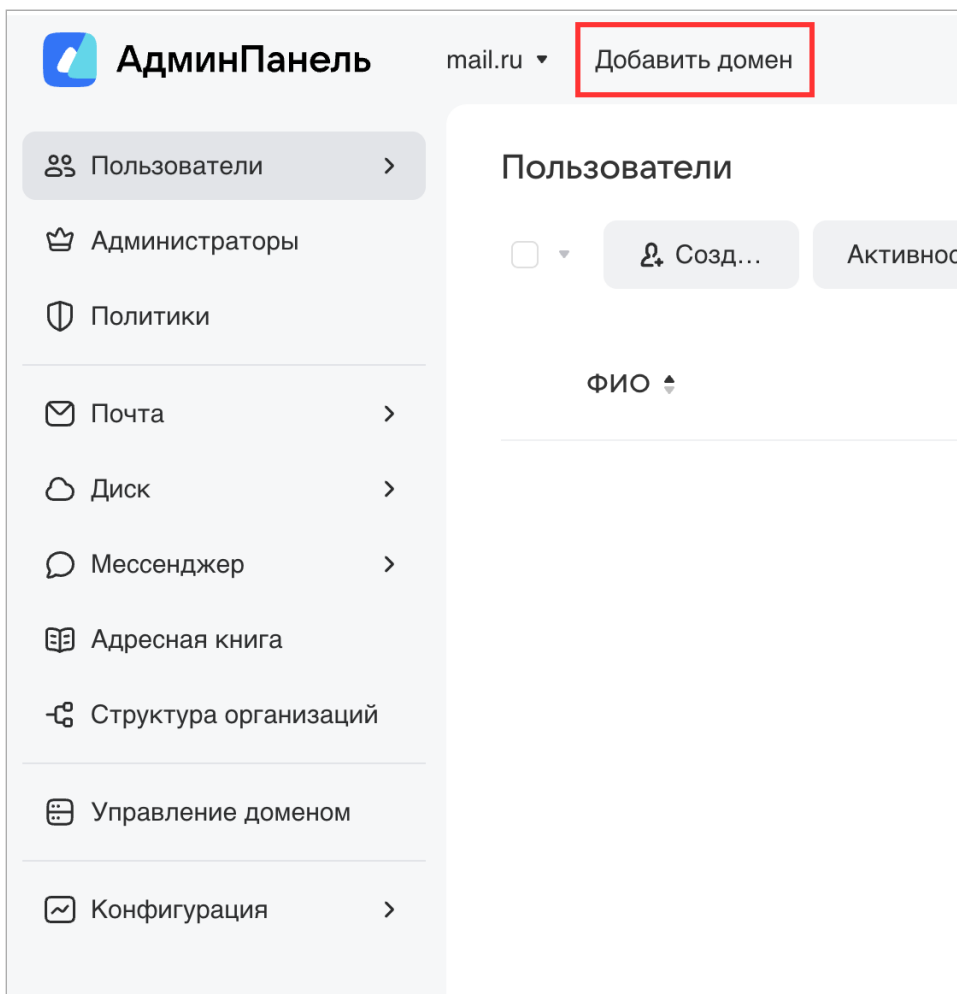 АдминПанель
mail.ru
Добавить домен
Пользователи
Администраторы
Политики
Почта
Диск
Мессенджер
Адресная книга
Структура организаций
Управление доменом
Конфигурация
Пользователи
Созд...
Активнос
ФИО